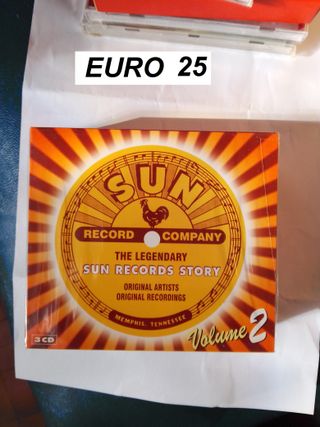 EURO 25
SUN
RECORD COMPANY
THE LEGENDARY
SUN RECORDS STORY
ORIGINAL ARTISTS
ORIGINAL RECORDINGS
MEMPHIS, TENNESSEE
Volume 2
3 CD